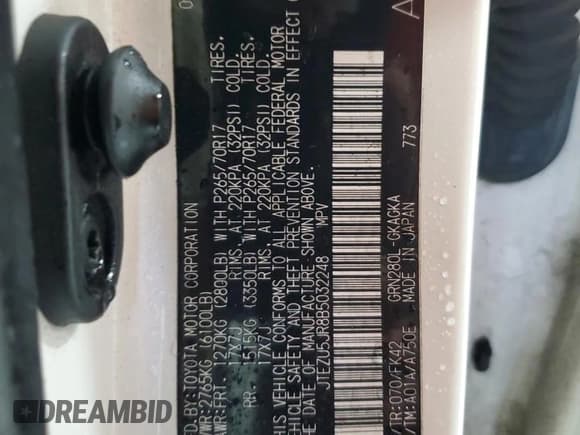 MFD.BY:TOYOTA MOTOR CORPORATION
GVWR:2765KG(6100LB)
GAWR:FRT. 1270KG (2800LB) WITH P265/70R17 TIRES,
17X7J RIMS, AT 220KPA (32PSI) COLD.
RR. 1515KG (3350LB) WITH P265/70R17 TIRES,
17X7J RIMS, AT 220KPA (32PSI) COLD.
THIS VEHICLE CONFORMS TO ALL APPLICABLE FEDERAL MOTOR
VEHICLE SAFETY AND THEFT PREVENTION STANDARDS IN EFFECT
THE DATE OF MANUFACTURE SHOWN ABOVE.
JTEZU5JR8B5032248 MPV
/TR:070/FK42 GRN280L-GKAGKA
/TM:A01A/A750E MADE IN JAPAN 773
A
DREAMBID